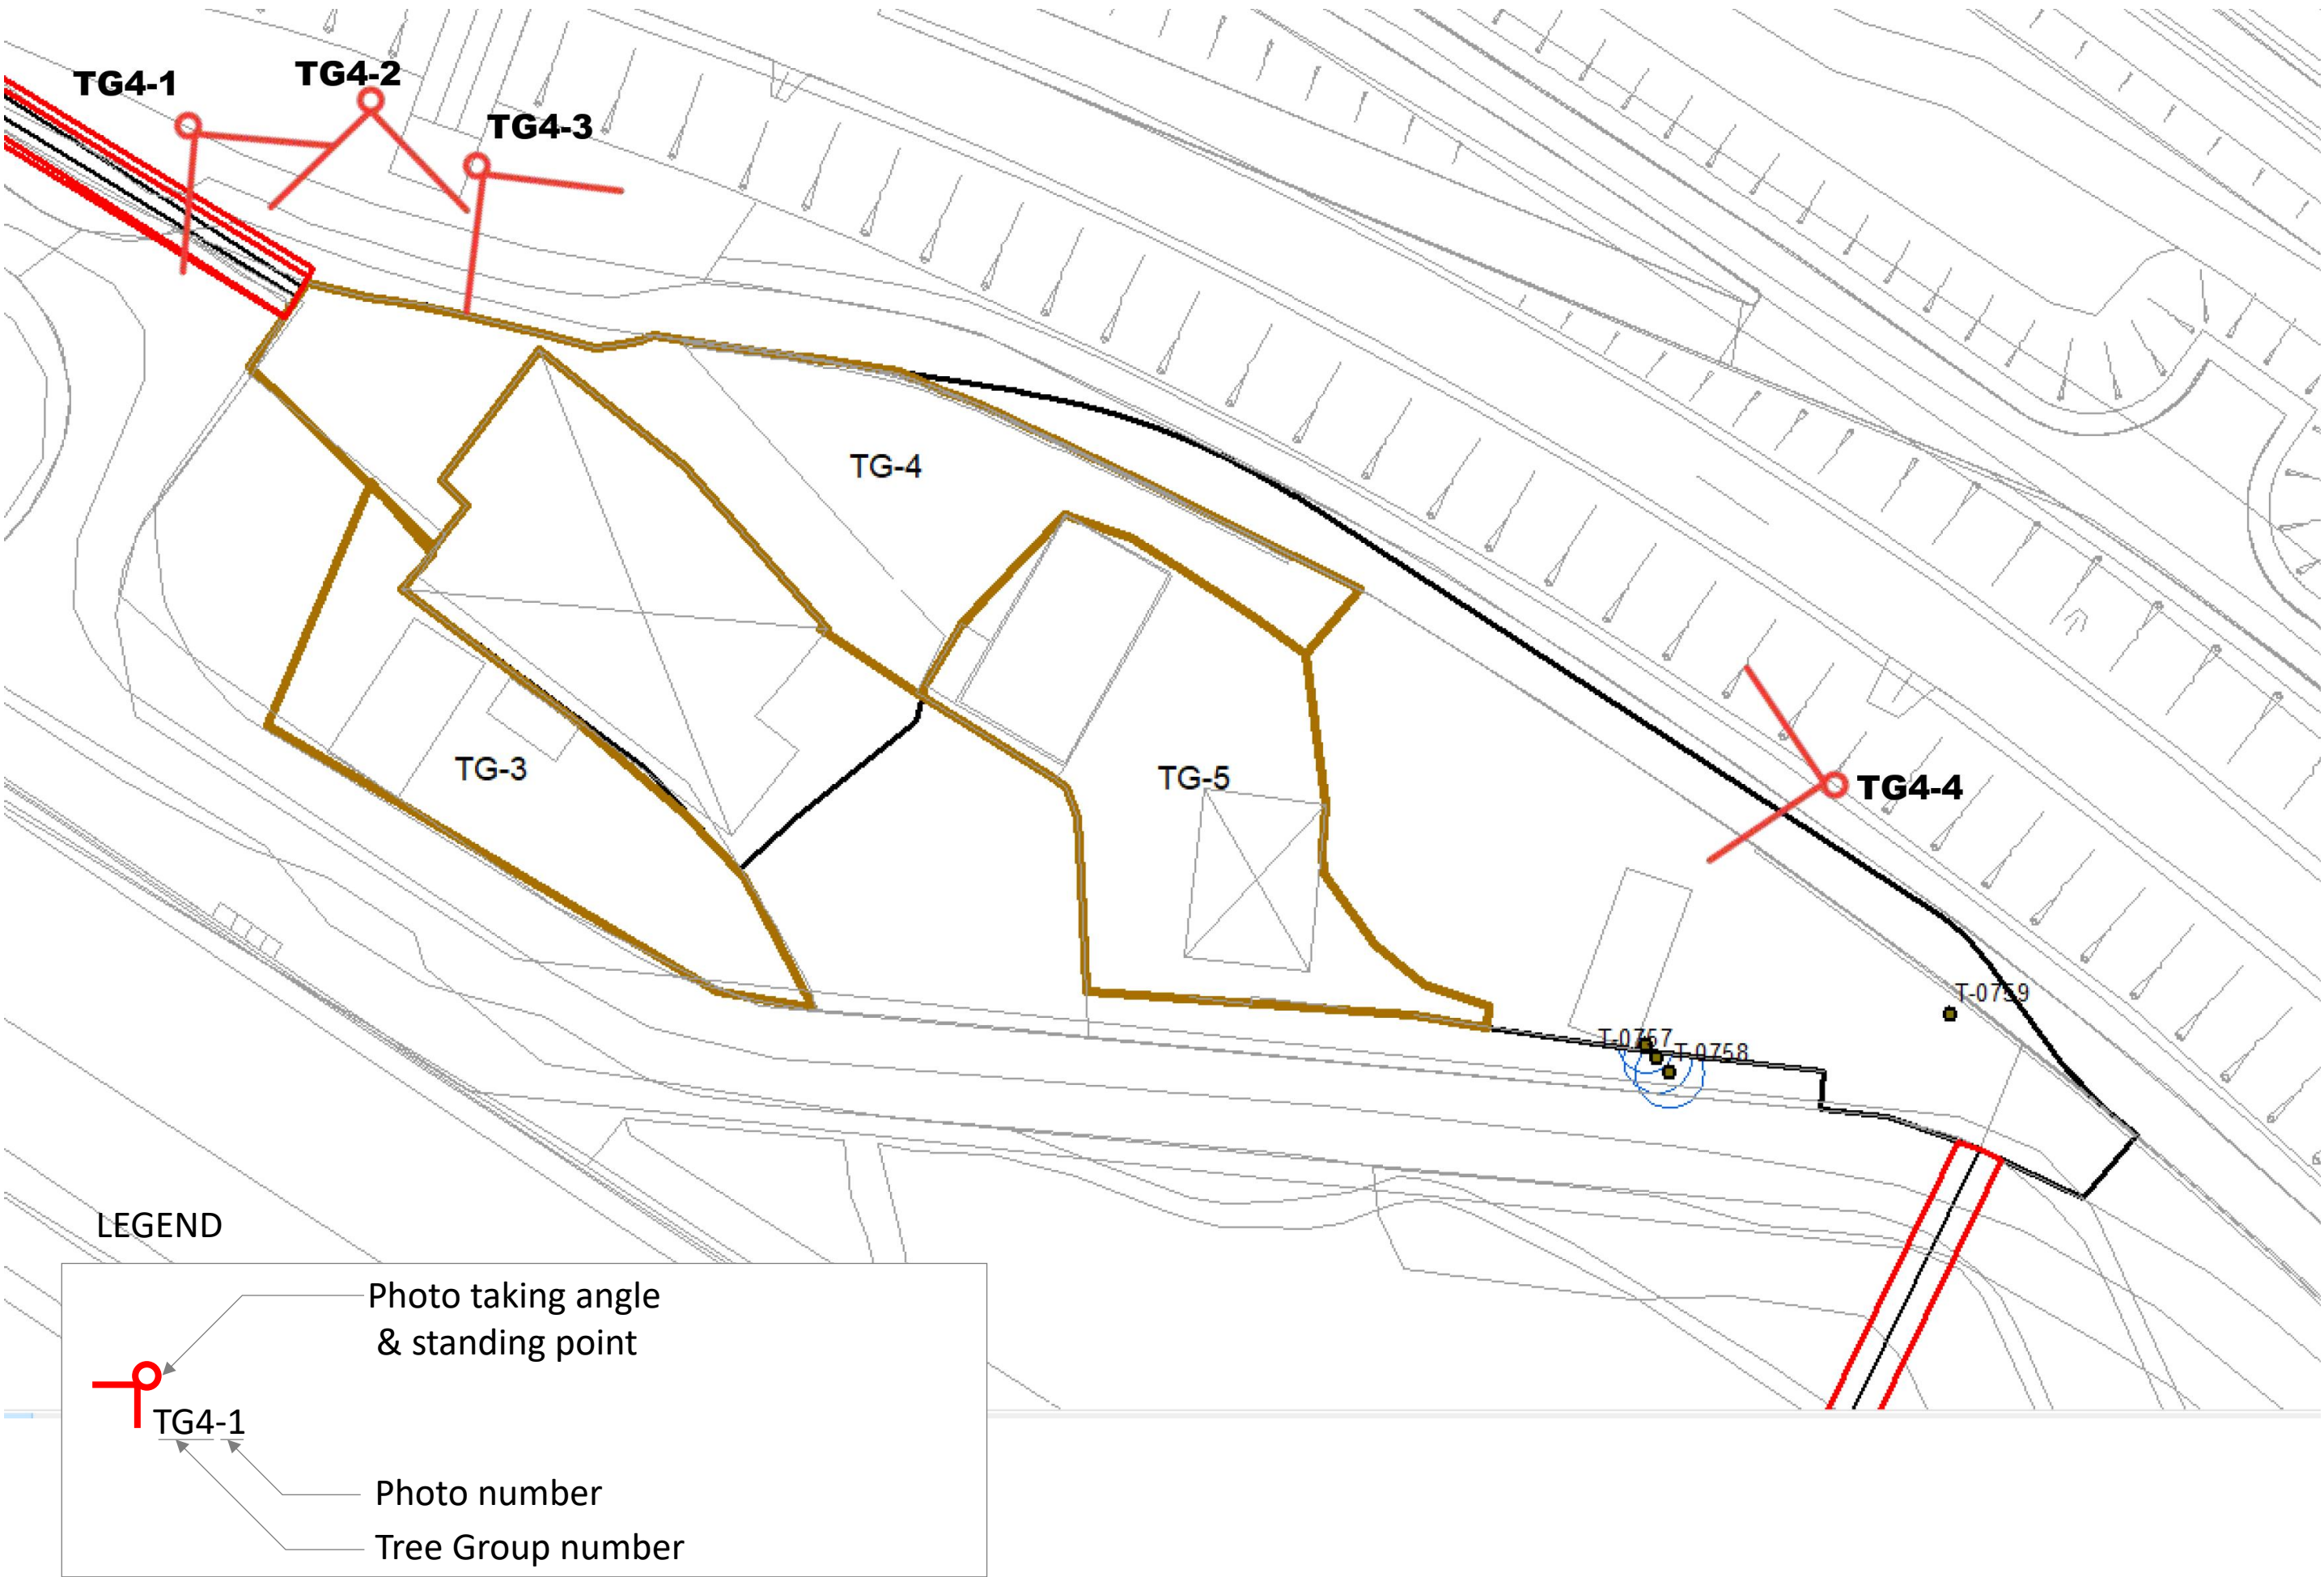 TG4-1
TG4-2
TG4-3
TG-4
TG-3
TG-5
TG4-4
T-0759
T-0757
T-0758
LEGEND
Photo taking angle
& standing point
TG4-1
Photo number
Tree Group number